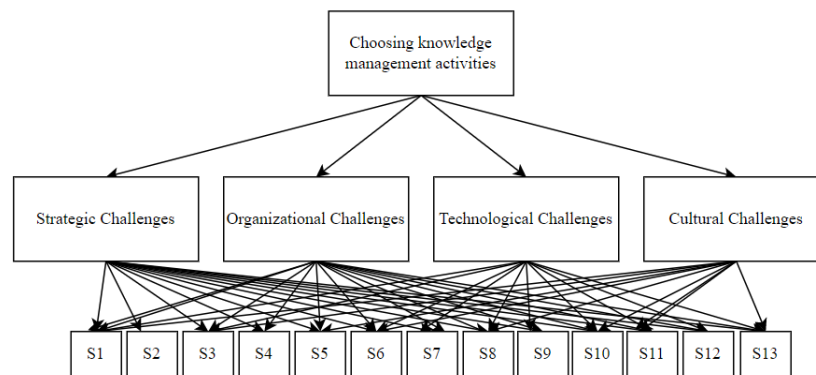 Choosing knowledge
management activities
Strategic Challenges
Organizational Challenges
Technological Challenges
Cultural Challenges
S1
S2
S3
S4
S5
S6
S7
S8
S9
S10
S11
S12
S13